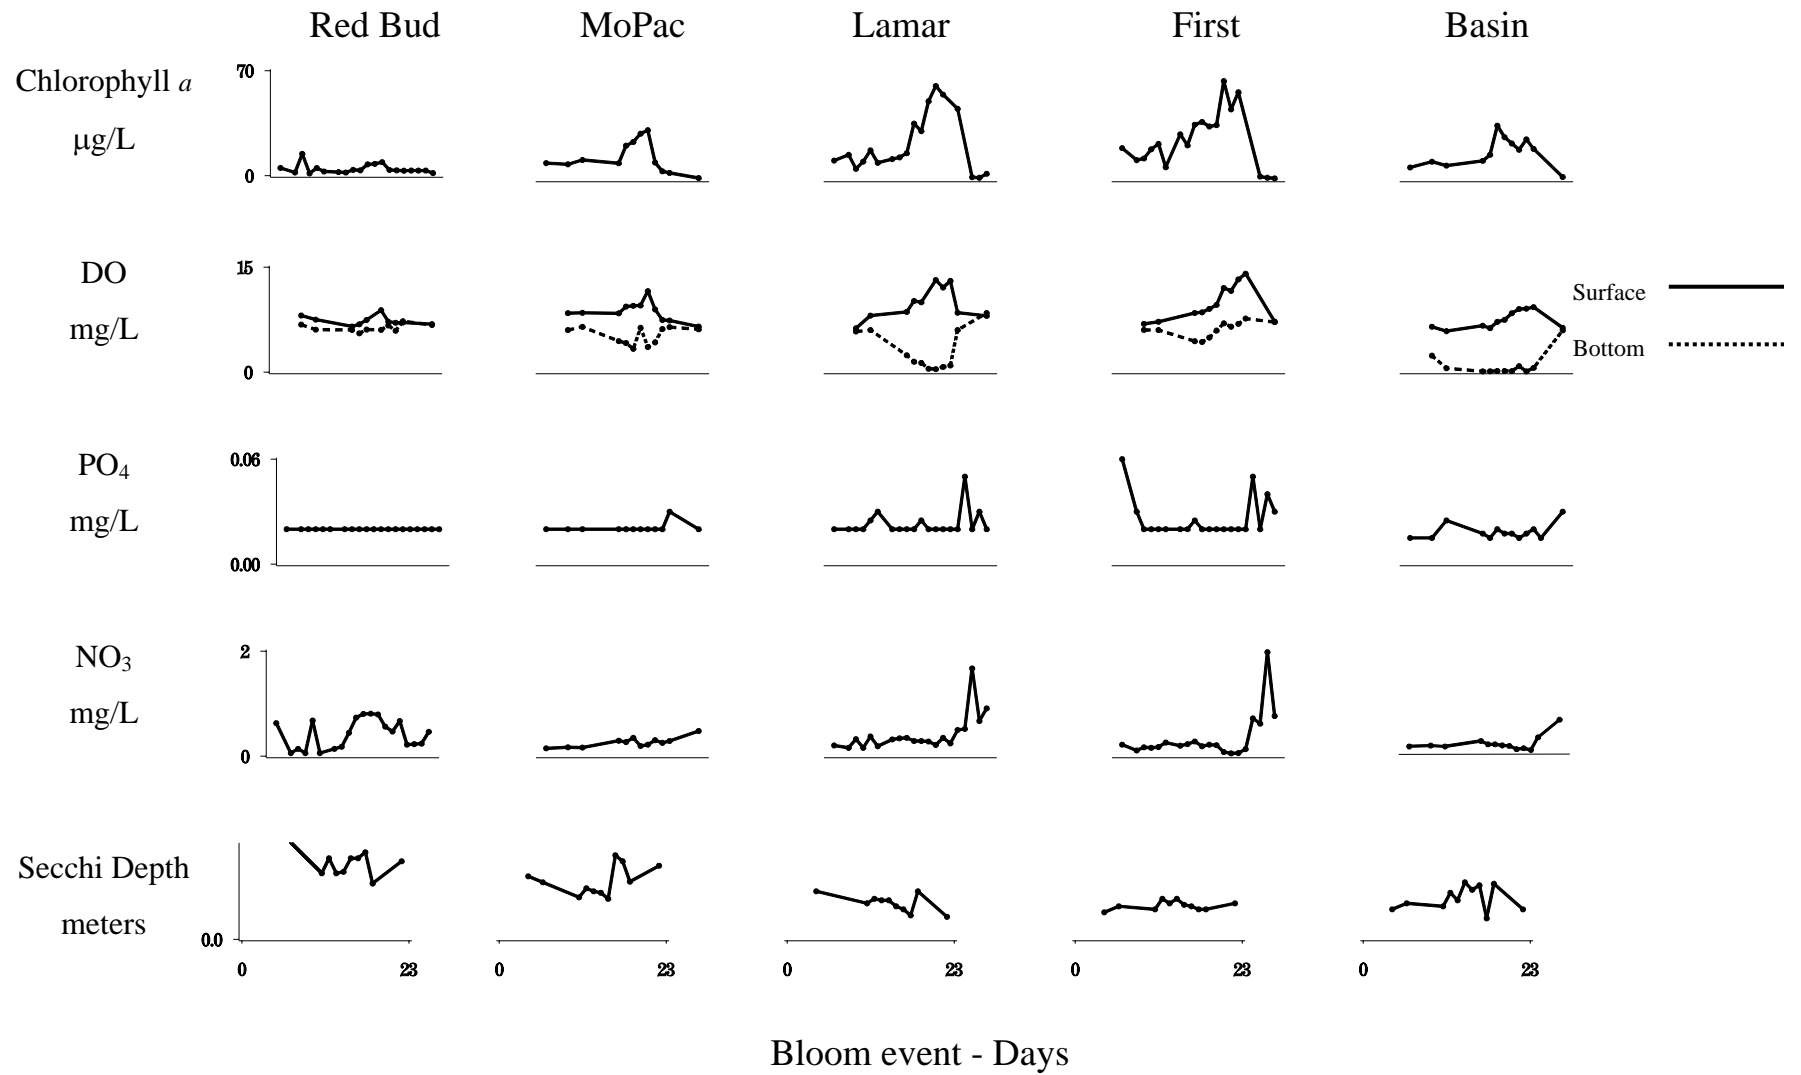 Red Bud MoPac Lamar First Basin
Chlorophyll a
µg/L
70
0
DO
mg/L
15
0
Surface
Bottom
PO4
mg/L
0.06
0.00
NO3
mg/L
2
0
Secchi Depth
meters
0.0
0 23 0 23 0 23 0 23 0 23
Bloom event - Days